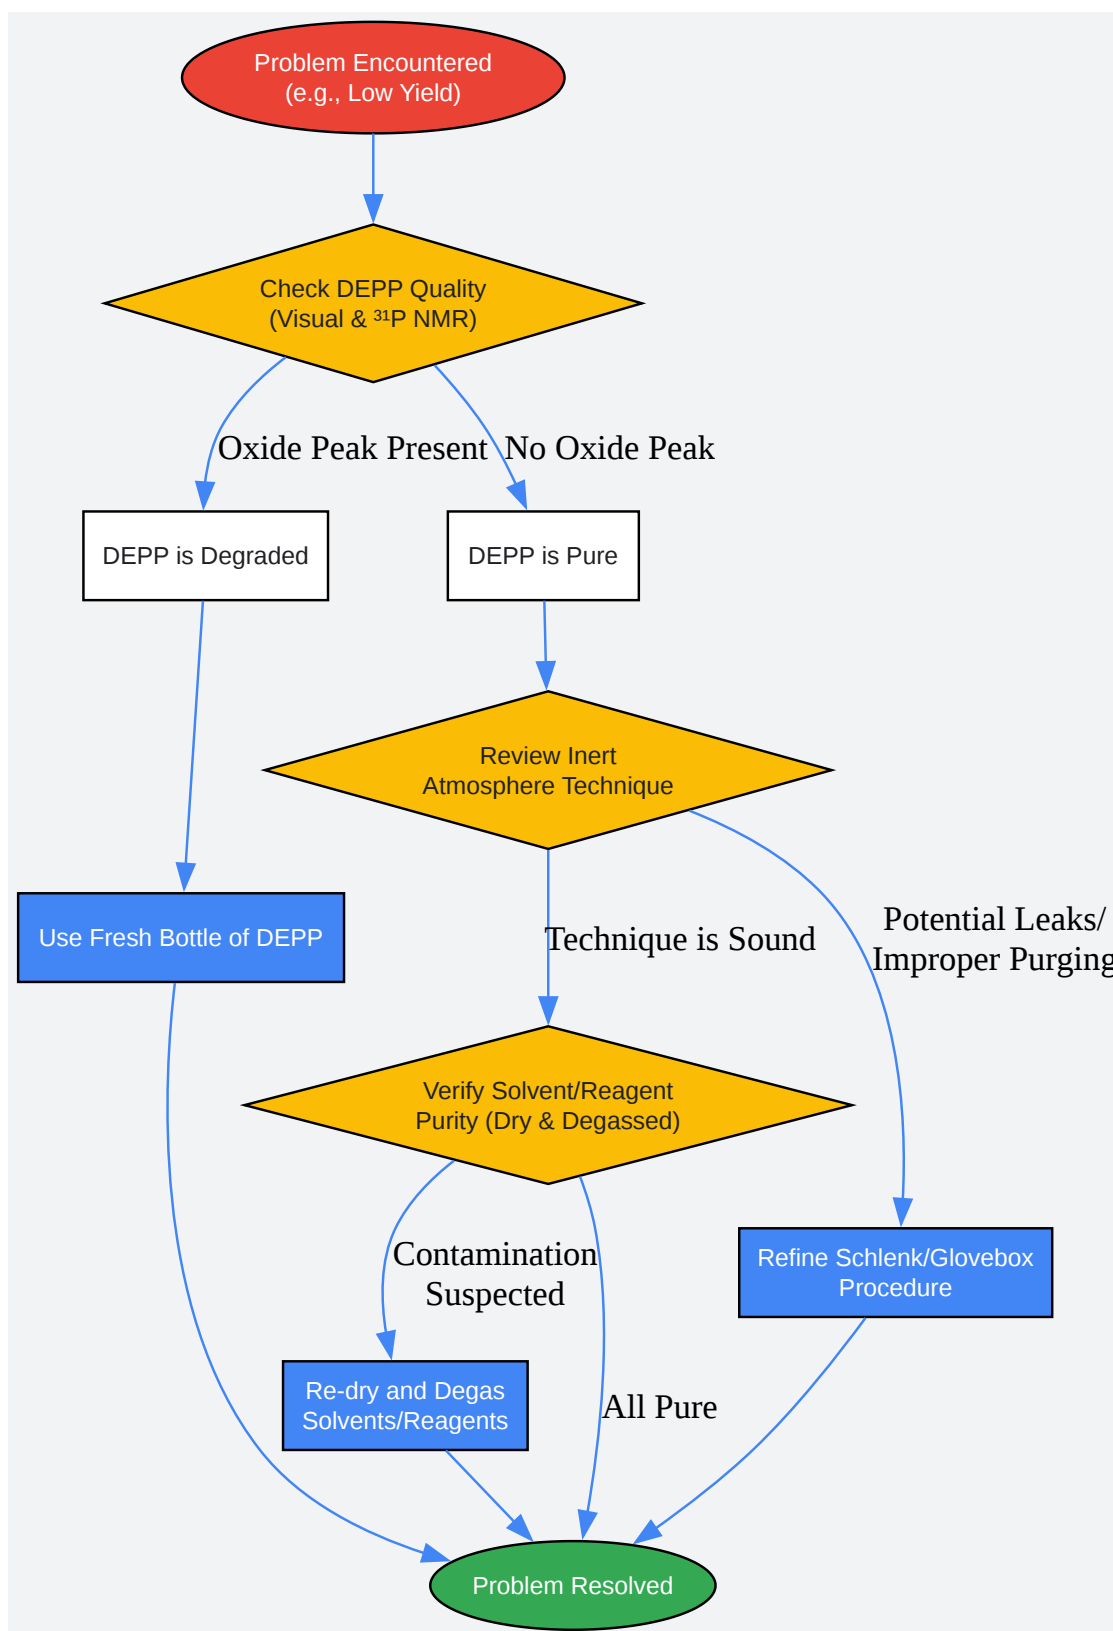 Problem Encountered
(e.g., Low Yield)
Check DEPP Quality
(Visual & ³¹P NMR)
Oxide Peak Present
No Oxide Peak
DEPP is Degraded
DEPP is Pure
Review Inert
Atmosphere Technique
Use Fresh Bottle of DEPP
Technique is Sound
Potential Leaks/
Improper Purging
Verify Solvent/Reagent
Purity (Dry & Degassed)
Contamination
Suspected
Refine Schlenk/Glovebox
Procedure
Re-dry and Degas
Solvents/Reagents
All Pure
Problem Resolved